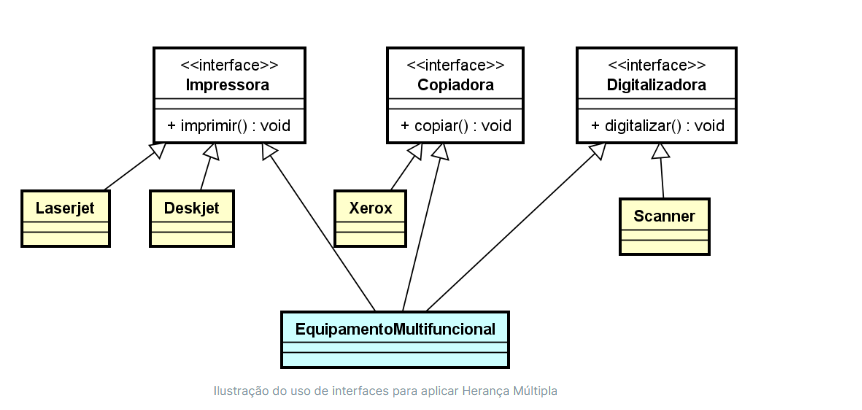 <<interface>>
Impressora
+ imprimir() : void
<<interface>>
Copiadora
+ copiar() : void
<<interface>>
Digitalizadora
+ digitalizar() : void
Laserjet
Deskjet
Xerox
Scanner
EquipamentoMultifuncional
Ilustração do uso de interfaces para aplicar Herança Múltipla